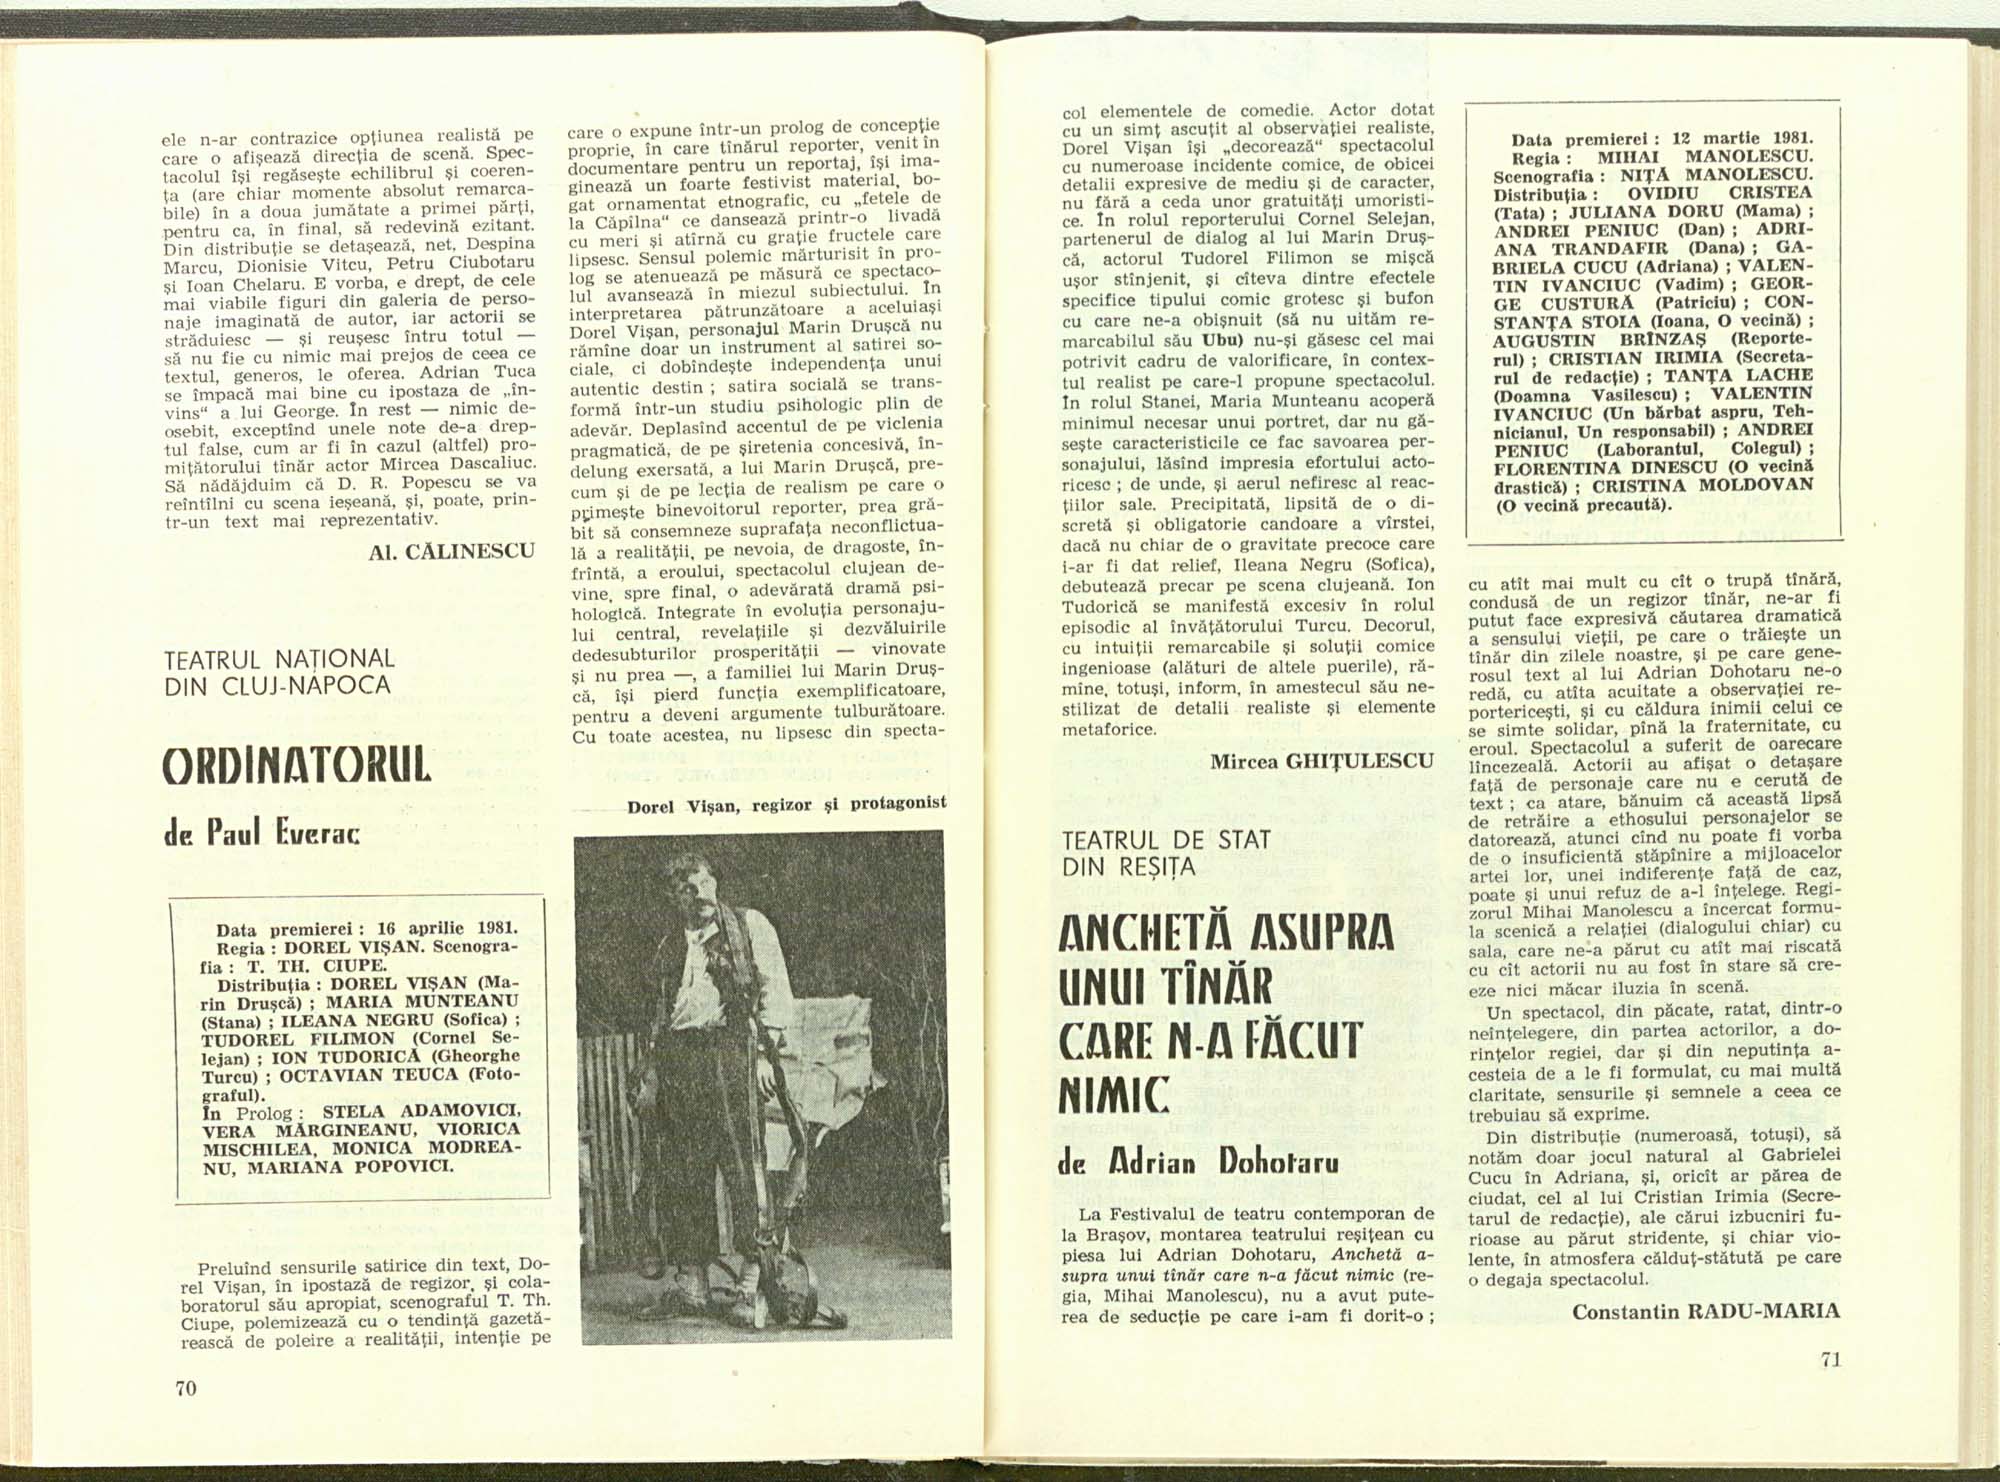 ele n-ar contrazice opțiunea realistă pe
care o afișează direcția de scenă. Spec-
tacolul își regăsește echilibrul și coeren-
ța (are chiar momente absolut remarca-
bile) în a doua jumătate a primei părți,
pentru ca, în final, să redevină ezitant.
Din distribuție se detașează, net, Despina
Marcu, Dionisie Vitcu, Petru Ciubotaru
și Ioan Chelaru. E vorba, e drept, de cele
mai viabile figuri din galeria de perso-
naje imaginată de autor, iar actorii se
străduiesc — și reușesc întru totul —
să nu fie cu nimic mai prejos de ceea ce
textul, generos, le oferea. Adrian Tuca
se împacă mai bine cu ipostaza de „în-
vins“ a lui George. În rest — nimic de-
osebit, exceptînd unele note de-a drep-
tul false, cum ar fi în cazul (altfel) pro-
mițătorului tînăr actor Mircea Dascaliuc.
Să nădăjduim că D. R. Popescu se va
reîntîlni cu scena ieșeană, și, poate, prin-
tr-un text mai reprezentativ.
Al. CĂLINESCU
TEATRUL NAȚIONAL
DIN CLUJ-NAPOCA
ORDINATORUL
de Paul Everac
Data premierei : 16 aprilie 1981.
Regia : DOREL VIȘAN. Scenogra-
fia : T. TH. CIUPE.
Distribuția : DOREL VIȘAN (Ma-
rin Drușcă) ; MARIA MUNTEANU
(Stana) ; ILEANA NEGRU (Sofica) ;
TUDOREL FILIMON (Cornel Se-
lejan) ; ION TUDORICĂ (Gheorghe
Turcu) ; OCTAVIAN TEUCA (Foto-
graful).
În Prolog : STELA ADAMOVICI,
VERA MĂRGINEANU, VIORICA
MISCHILEA, MONICA MODREA-
NU, MARIANA POPOVICI.
Preluînd sensurile satirice din text, Do-
rel Vișan, în ipostază de regizor, și cola-
boratorul său apropiat, scenograful T. Th.
Ciupe, polemizează cu o tendință gazetă-
rească de poleire a realității, intenție pe
70
care o expune într-un prolog de concepție
proprie, în care tînărul reporter, venit în
documentare pentru un reportaj, își ima-
ginează un foarte festivist material, bo-
gat ornamentat etnografic, cu „fetele de
la Căpîlna“ ce dansează printr-o livadă
cu meri și atîrnă cu grație fructele care
lipsesc. Sensul polemic mărturisit în pro-
log se atenuează pe măsură ce spectaco-
lul avansează în miezul subiectului. În
interpretarea pătrunzătoare a aceluiași
Dorel Vișan, personajul Marin Drușcă nu
rămîne doar un instrument al satirei so-
ciale, ci dobîndește independența unui
autentic destin ; satira socială se trans-
formă într-un studiu psihologic plin de
adevăr. Deplasînd accentul de pe viclenia
pragmatică, de pe șiretenia concesivă, în-
delung exersată, a lui Marin Drușcă, pre-
cum și de pe lecția de realism pe care o
primește binevoitorul reporter, prea gră-
bit să consemneze suprafața neconflictua-
lă a realității, pe nevoia, de dragoste, în-
frîntă, a eroului, spectacolul clujean de-
vine, spre final, o adevărată dramă psi-
hologică. Integrate în evoluția personaju-
lui central, revelațiile și dezvăluirile
dedesubturilor prosperității — vinovate
și nu prea —, a familiei lui Marin Druș-
că, își pierd funcția exemplificatoare,
pentru a deveni argumente tulburătoare.
Cu toate acestea, nu lipsesc din specta-
Dorel Vișan, regizor și protagonist
col elementele de comedie. Actor dotat
cu un simț ascuțit al observației realiste,
Dorel Vișan își „decorează“ spectacolul
cu numeroase incidente comice, de obicei
detalii expresive de mediu și de caracter,
nu fără a ceda unor gratuități umoristi-
ce. În rolul reporterului Cornel Selejan,
partenerul de dialog al lui Marin Druș-
că, actorul Tudorel Filimon se mișcă
ușor stînjenit, și cîteva dintre efectele
specifice tipului comic grotesc și bufon
cu care ne-a obișnuit (să nu uităm re-
marcabilul său Ubu) nu-și găsesc cel mai
potrivit cadru de valorificare, în contex-
tul realist pe care-l propune spectacolul.
În rolul Stanei, Maria Munteanu acoperă
minimul necesar unui portret, dar nu gă-
sește caracteristicile ce fac savoarea per-
sonajului, lăsînd impresia efortului acto-
ricesc ; de unde, și aerul nefiresc al reac-
țiilor sale. Precipitată, lipsită de o di-
scretă și obligatorie candoare a vîrstei,
dacă nu chiar de o gravitate precoce care
i-ar fi dat relief, Ileana Negru (Sofica),
debutează precar pe scena clujeană. Ion
Tudorică se manifestă excesiv în rolul
episodic al învățătorului Turcu. Decorul,
cu intuiții remarcabile și soluții comice
ingenioase (alături de altele puerile), ră-
mîne, totuși, inform, în amestecul său ne-
stilizat de detalii realiste și elemente
metaforice.
Mircea GHIȚULESCU
TEATRUL DE STAT
DIN REȘIȚA
ANCHETĂ ASUPRA
UNUI TÎNĂR
CARE N-A FĂCUT
NIMIC
de Adrian Dohotaru
La Festivalul de teatru contemporan de
la Brașov, montarea teatrului reșițean cu
piesa lui Adrian Dohotaru, Anchetă a-
supra unui tînăr care n-a făcut nimic (re-
gia, Mihai Manolescu), nu a avut pute-
rea de seducție pe care i-am fi dorit-o ;
Data premierei : 12 martie 1981.
Regia : MIHAI MANOLESCU.
Scenografia : NIȚĂ MANOLESCU.
Distribuția : OVIDIU CRISTEA
(Tata) ; JULIANA DORU (Mama) ;
ANDREI PENIUC (Dan) ; ADRI-
ANA TRANDAFIR (Dana) ; GA-
BRIELA CUCU (Adriana) ; VALEN-
TIN IVANCIUC (Vadim) ; GEOR-
GE CUSTURĂ (Patriciu) ; CON-
STANȚA STOIA (Ioana, O vecină) ;
AUGUSTIN BRÎNZAȘ (Reporte-
rul) ; CRISTIAN IRIMIA (Secreta-
rul de redacție) ; TANȚA LACHE
(Doamna Vasilescu) ; VALENTIN
IVANCIUC (Un bărbat aspru, Teh-
nicianul, Un responsabil) ; ANDREI
PENIUC (Laborantul, Colegul) ;
FLORENTINA DINESCU (O vecină
drastică) ; CRISTINA MOLDOVAN
(O vecină precaută).
cu atît mai mult cu cît o trupă tînără,
condusă de un regizor tînăr, ne-ar fi
putut face expresivă căutarea dramatică
a sensului vieții, pe care o trăiește un
tînăr din zilele noastre, și pe care gene-
rosul text al lui Adrian Dohotaru ne-o
redă, cu atîta acuitate a observației re-
portericești, și cu căldura inimii celui ce
se simte solidar, pînă la fraternitate, cu
eroul. Spectacolul a suferit de oarecare
lîncezeală. Actorii au afișat o detașare
față de personaje care nu e cerută de
text ; ca atare, bănuim că această lipsă
de retrăire a ethosului personajelor se
datorează, atunci cînd nu poate fi vorba
de o insuficientă stăpînire a mijloacelor
artei lor, unei indiferențe față de caz,
poate și unui refuz de a-l înțelege. Regi-
zorul Mihai Manolescu a încercat formu-
la scenică a relației (dialogului chiar) cu
sala, care ne-a părut cu atît mai riscată
cu cît actorii nu au fost în stare să cre-
eze nici măcar iluzia în scenă.
Un spectacol, din păcate, ratat, dintr-o
neînțelegere, din partea actorilor, a do-
rințelor regiei, dar și din neputința a-
cesteia de a le fi formulat, cu mai multă
claritate, sensurile și semnele a ceea ce
trebuiau să exprime.
Din distribuție (numeroasă, totuși), să
notăm doar jocul natural al Gabrielei
Cucu în Adriana, și, oricît ar părea de
ciudat, cel al lui Cristian Irimia (Secre-
tarul de redacție), ale cărui izbucniri fu-
rioase au părut stridente, și chiar vio-
lente, în atmosfera călduț-stătută pe care
o degaja spectacolul.
Constantin RADU-MARIA
71